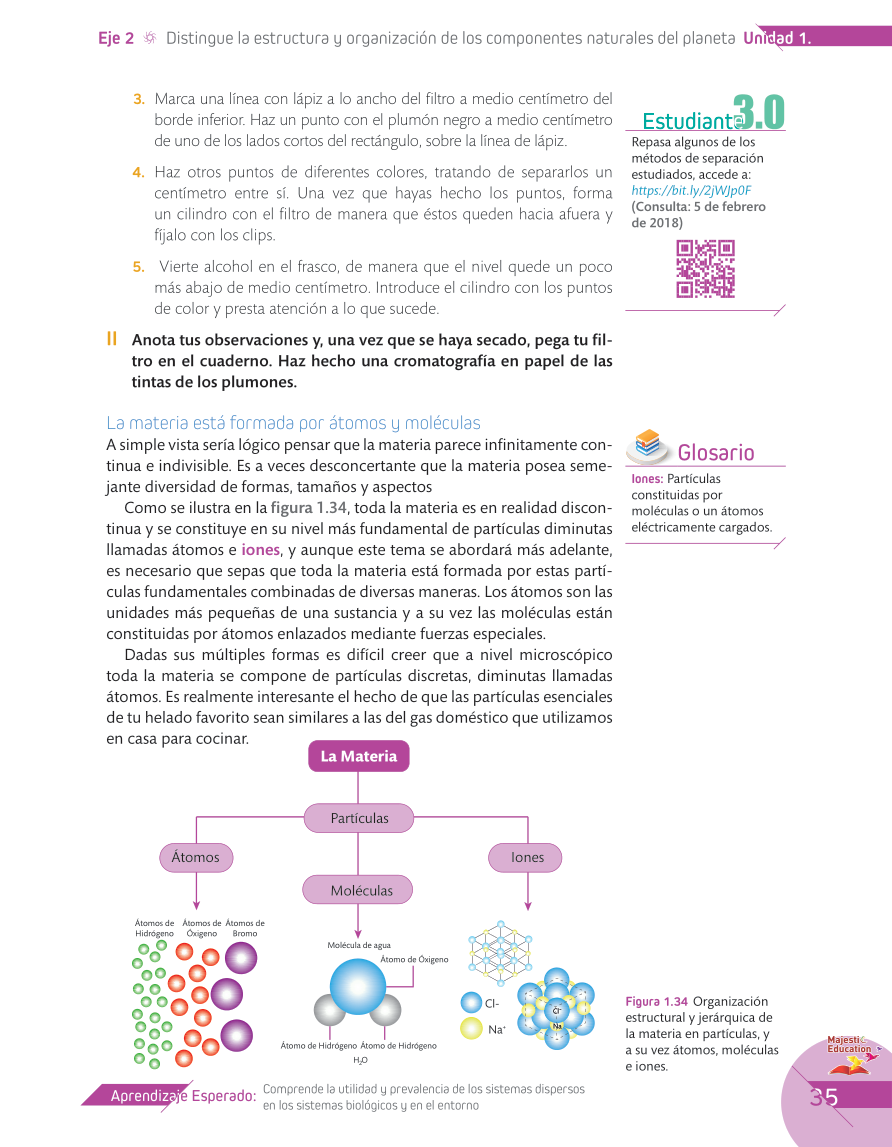 Eje 2 Distingue la estructura y organización de los componentes naturales del planeta Unidad 1.
3. Marca una línea con lápiz a lo ancho del filtro a medio centímetro del
borde inferior. Haz un punto con el plumón negro a medio centímetro
de uno de los lados cortos del rectángulo, sobre la línea de lápiz.
4. Haz otros puntos de diferentes colores, tratando de separarlos un
centímetro entre sí. Una vez que hayas hecho los puntos, forma
un cilindro con el filtro de manera que éstos queden hacia afuera y
fíjalo con los clips.
5. Vierte alcohol en el frasco, de manera que el nivel quede un poco
más abajo de medio centímetro. Introduce el cilindro con los puntos
de color y presta atención a lo que sucede.
II Anota tus observaciones y, una vez que se haya secado, pega tu fil-
tro en el cuaderno. Haz hecho una cromatografía en papel de las
tintas de los plumones.
Estudiant@ 3.0
Repasa algunos de los
métodos de separación
estudiados, accede a:
https://bit.ly/2jWJp0F
(Consulta: 5 de febrero
de 2018)
La materia está formada por átomos y moléculas
A simple vista sería lógico pensar que la materia parece infinitamente con-
tinua e indivisible. Es a veces desconcertante que la materia posea seme-
jante diversidad de formas, tamaños y aspectos
Como se ilustra en la figura 1.34, toda la materia es en realidad discon-
tinua y se constituye en su nivel más fundamental de partículas diminutas
llamadas átomos e iones, y aunque este tema se abordará más adelante,
es necesario que sepas que toda la materia está formada por estas partí-
culas fundamentales combinadas de diversas maneras. Los átomos son las
unidades más pequeñas de una sustancia y a su vez las moléculas están
constituidas por átomos enlazados mediante fuerzas especiales.
Dadas sus múltiples formas es difícil creer que a nivel microscópico
toda la materia se compone de partículas discretas, diminutas llamadas
átomos. Es realmente interesante el hecho de que las partículas esenciales
de tu helado favorito sean similares a las del gas doméstico que utilizamos
en casa para cocinar.
Glosario
Iones: Partículas
constituidas por
moléculas o un átomos
eléctricamente cargados.
La Materia
Partículas
Átomos
Iones
Moléculas
Átomos de Hidrógeno
Átomos de Óxigeno
Átomos de Bromo
Molécula de agua
Átomo de Óxigeno
Átomo de Hidrógeno Átomo de Hidrógeno
H₂O
Cl-
Na⁺
Cl⁻
Na
Figura 1.34 Organización
estructural y jerárquica de
la materia en partículas, y
a su vez átomos, moléculas
e iones.
Majestic
Education
Aprendizaje Esperado:
Comprende la utilidad y prevalencia de los sistemas dispersos
en los sistemas biológicos y en el entorno
35